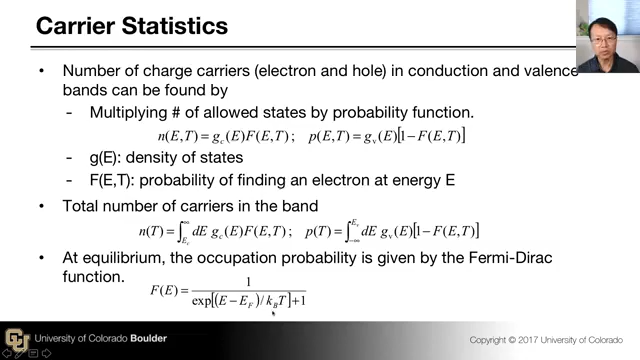 Carrier Statistics
• Number of charge carriers (electron and hole) in conduction and valence
bands can be found by
- Multiplying # of allowed states by probability function.
n(E,T) = g_c(E)F(E,T); p(E,T) = g_v(E)[1−F(E,T)]
- g(E): density of states
- F(E,T): probability of finding an electron at energy E
• Total number of carriers in the band
n(T) = ∫_{E_c}^{∞} dE g_c(E)F(E,T); p(T) = ∫_{−∞}^{E_v} dE g_v(E)[1−F(E,T)]
• At equilibrium, the occupation probability is given by the Fermi-Dirac
function.
F(E) = 1 / (exp[(E−E_F)/k_BT]+1)
CU University of Colorado Boulder
Copyright © 2017 University of Colorado